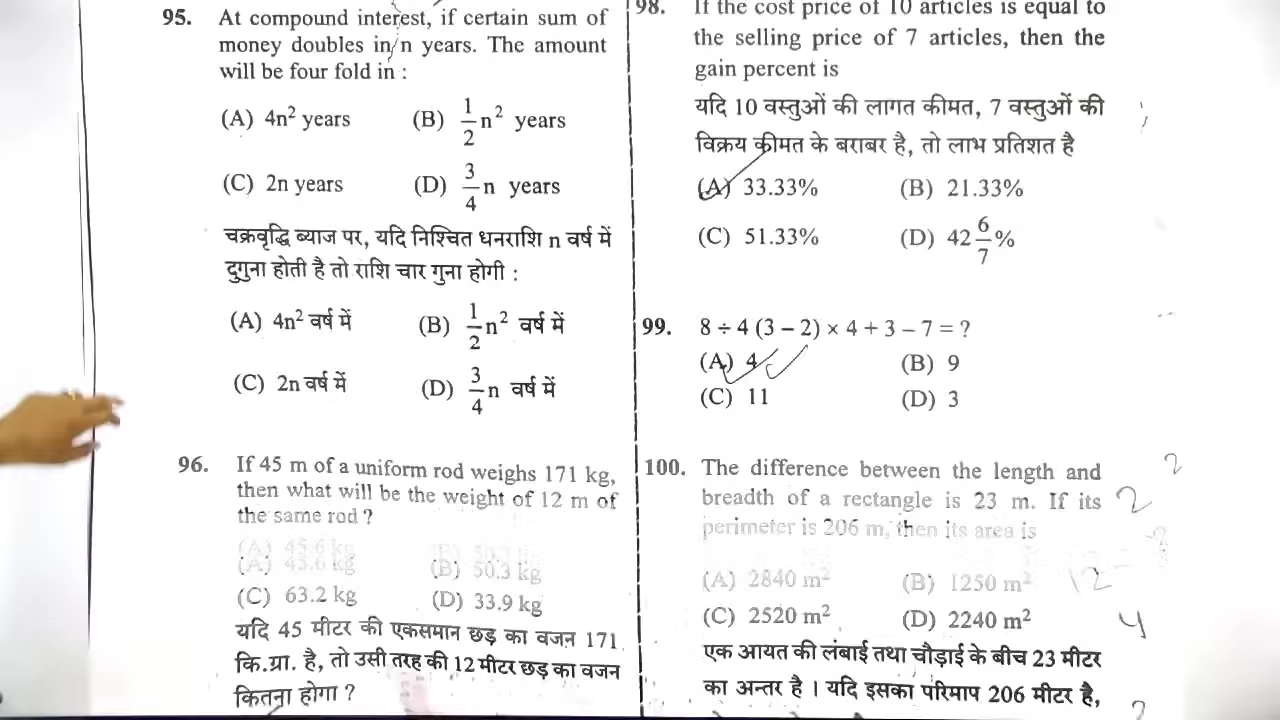 95. At compound interest, if certain sum of
money doubles in n years. The amount
will be four fold in :
(A) 4n² years (B) 1/2 n² years
(C) 2n years (D) 3/4 n years
चक्रवृद्धि ब्याज पर, यदि निश्चित धनराशि n वर्ष में
दुगुना होती है तो राशि चार गुना होगी :
(A) 4n² वर्ष में (B) 1/2 n² वर्ष में
(C) 2n वर्ष में (D) 3/4 n वर्ष में
96. If 45 m of a uniform rod weighs 171 kg,
then what will be the weight of 12 m of
the same rod ?
(A) 45.6 kg (B) 50.3 kg
(C) 63.2 kg (D) 33.9 kg
यदि 45 मीटर की एकसमान छड़ का वजन 171
कि.ग्रा. है, तो उसी तरह की 12 मीटर छड़ का वजन
कितना होगा ?
98. If the cost price of 10 articles is equal to
the selling price of 7 articles, then the
gain percent is
यदि 10 वस्तुओं की लागत कीमत, 7 वस्तुओं की
विक्रय कीमत के बराबर है, तो लाभ प्रतिशत है
(A) 33.33% (B) 21.33%
(C) 51.33% (D) 42 6/7 %
99. 8 ÷ 4 (3 – 2) × 4 + 3 – 7 = ?
(A) 4 (B) 9
(C) 11 (D) 3
100. The difference between the length and
breadth of a rectangle is 23 m. If its
perimeter is 206 m, then its area is
(A) 2840 m² (B) 1250 m²
(C) 2520 m² (D) 2240 m²
एक आयत की लंबाई तथा चौड़ाई के बीच 23 मीटर
का अन्तर है । यदि इसका परिमाप 206 मीटर है,
2
2
12
4